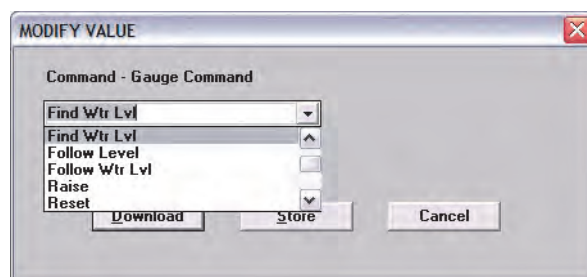 MODIFY VALUE
Command - Gauge Command
Find Wtr Lvl
Find Wtr Lvl
Follow Level
Follow Wtr Lvl
Raise
Reset
Download Store Cancel